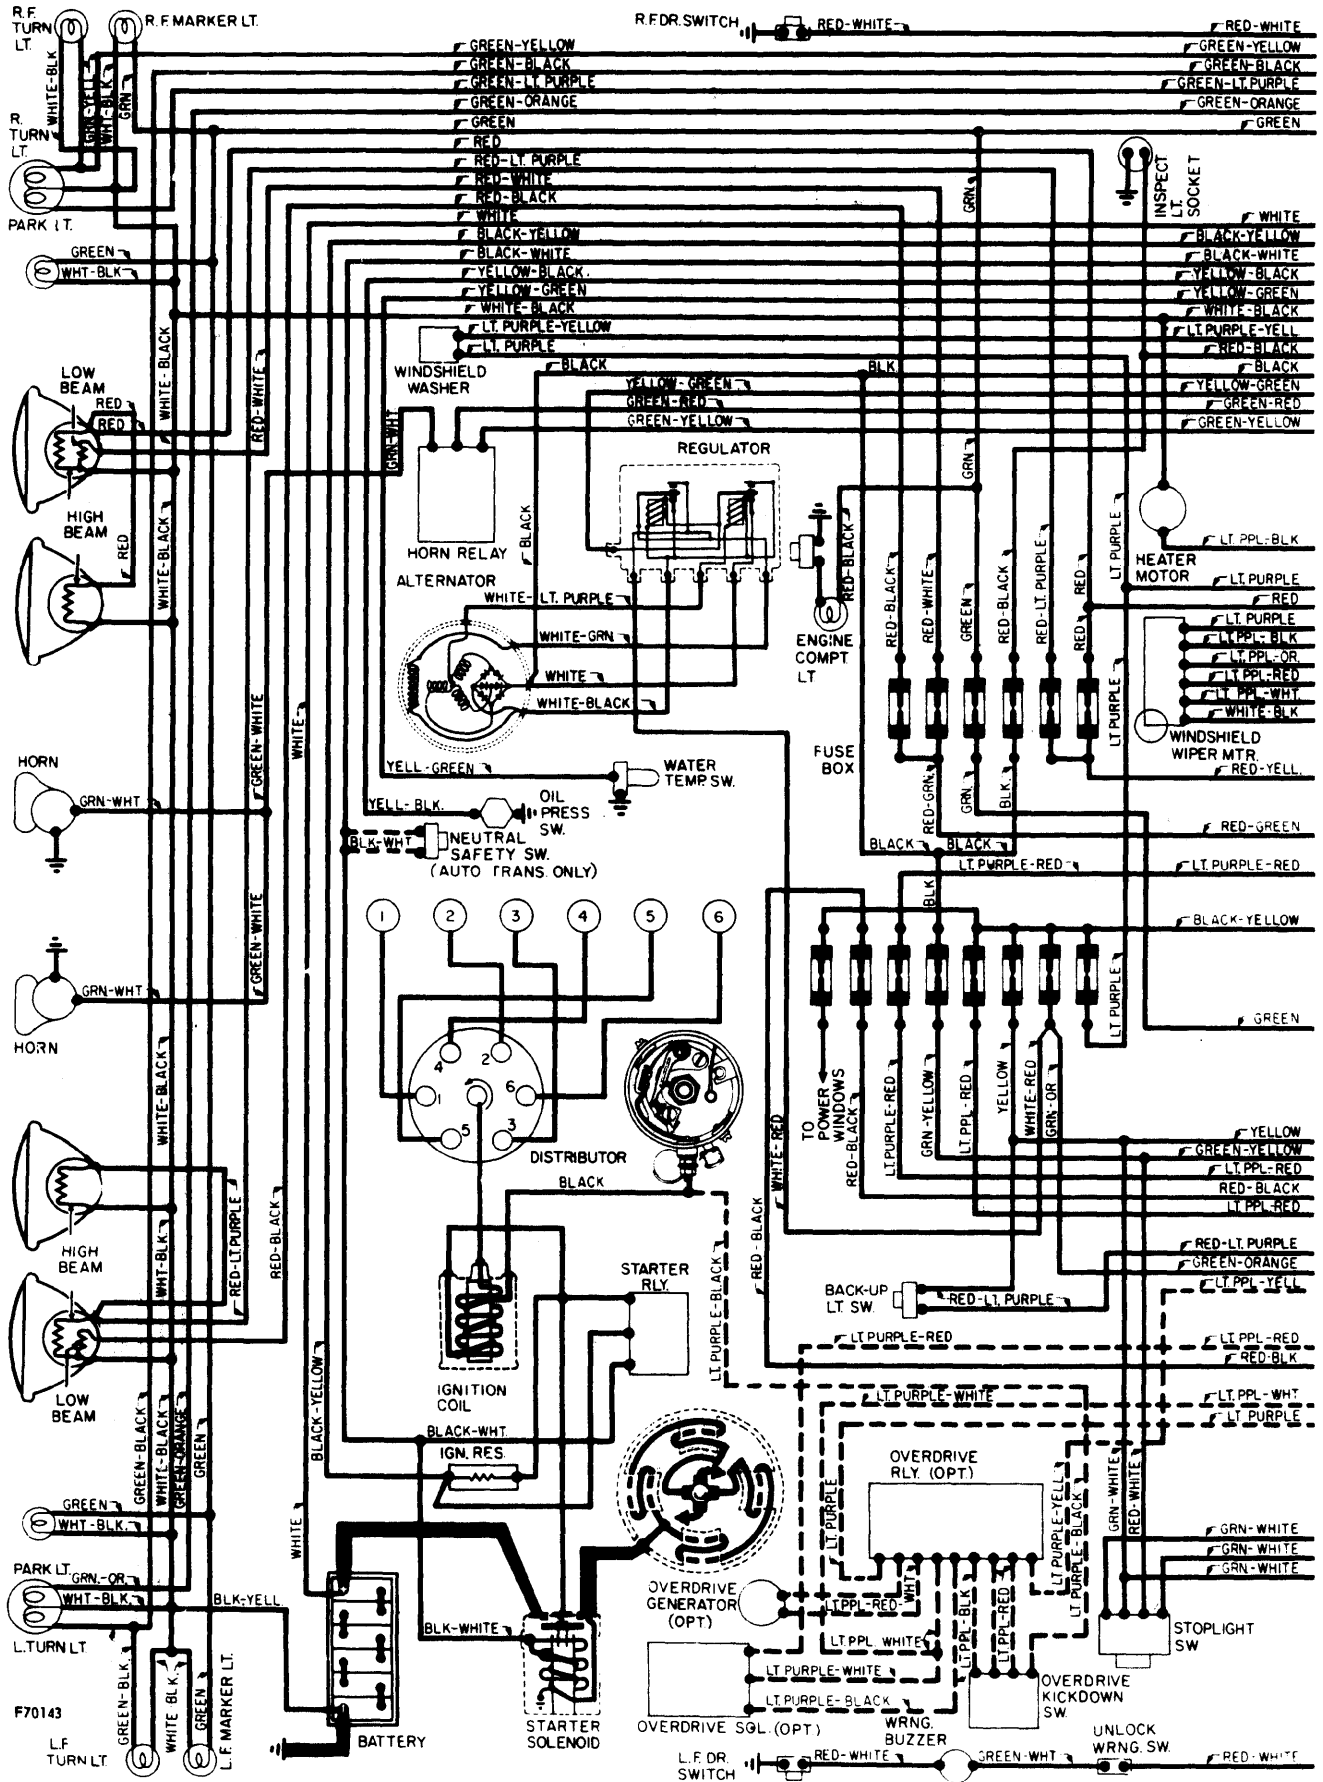 R.F.
TURN
LT.
R.F.MARKER LT.
R.F.DR.SWITCH
RED-WHITE
RED-WHITE
GREEN-YELLOW
GREEN-YELLOW
GREEN-BLACK
GREEN-BLACK
GREEN-LT.PURPLE
GREEN-LT.PURPLE
GREEN-ORANGE
GREEN-ORANGE
GREEN
GREEN
WHITE-BLK
GRN-YELL
WHT-BLK
GRN
R.
TURN
LT.
PARK LT.
RED
RED-LT. PURPLE
RED-WHITE
RED-BLACK
WHITE
WHITE
BLACK-YELLOW
BLACK-YELLOW
BLACK-WHITE
BLACK-WHITE
YELLOW-BLACK
YELLOW-BLACK
YELLOW-GREEN
YELLOW-GREEN
WHITE-BLACK
WHITE-BLACK
GRN.
INSPECT
LT.
SOCKET
GREEN
WHT-BLK
LT. PURPLE-YELLOW
LT.PURPLE-YELL
LT. PURPLE
RED-BLACK
BLACK
BLK
BLACK
WINDSHIELD
WASHER
YELLOW-GREEN
YELLOW-GREEN
GREEN-RED
GREEN-RED
GREEN-YELLOW
GREEN-YELLOW
LOW
BEAM
RED
RED
WHITE-BLACK
RED-WHITE
GRN-WHT
REGULATOR
GRN
HIGH
BEAM
RED
WHITE-BLACK
HORN RELAY
BLACK
RED-BLACK
LT. PURPLE
HEATER
MOTOR
LT. PPL-BLK
ALTERNATOR
WHITE-LT. PURPLE
WHITE-GRN
WHITE
WHITE-BLACK
ENGINE
COMPT.
LT
RED-BLACK
RED-WHITE
GREEN
RED-BLACK
RED-LT.PURPLE
RED
RED
LT. PURPLE
RED
LT. PURPLE
LT.PPL-BLK
LT.PPL-OR.
LT.PPL-RED
LT. PPL-WHT
WHITE-BLK
LT PURPLE
WINDSHIELD
WIPER MTR.
RED-YELL.
FUSE
BOX
GREEN-WHITE
WHITE
HORN
GRN-WHT
YELL-GREEN
WATER
TEMP.SW.
YELL-BLK.
OIL
PRESS
SW.
BLK-WHT
NEUTRAL
SAFETY SW.
(AUTO TRANS. ONLY)
RED-GRN.
GRN.
BLK.
RED-GREEN
BLACK
BLACK
LT.PURPLE-RED
LT.PURPLE-RED
BLK
BLACK-YELLOW
1
2
3
4
5
6
GREEN-WHITE
GRN-WHT
HORN
LT.PURPLE
GREEN
4
2
1
6
5
3
DISTRIBUTOR
BLACK
WHITE-BLACK
TO
POWER
WINDOWS
RED-BLACK
LT.PURPLE-RED
GRN-YELLOW
LT.PPL-RED
YELLOW
WHITE-RED
GRN-OR
WHITE-RED
YELLOW
GREEN-YELLOW
LT. PPL-RED
RED-BLACK
LT. PPL-RED
RED-LT. PURPLE
GREEN-ORANGE
LT. PPL-YELL
HIGH
BEAM
WHT-BLK.
RED-LT.PURPLE
RED-BLACK
STARTER
RLY.
LT.PURPLE-BLACK
RED-BLACK
BACK-UP
LT. SW.
RED-LT. PURPLE
LT.PURPLE-RED
LT. PPL-RED
RED-BLK
LT. PURPLE-WHITE
LT. PPL-WHT
LT. PURPLE
LOW
BEAM
IGNITION
COIL
BLACK-YELLOW
BLACK-WHT.
IGN. RES.
GREEN-BLACK
WHITE-BLACK
GREEN-ORANGE
GREEN
OVERDRIVE
RLY. (OPT.)
LT. PURPLE
LT.PURPLE-YELL
LT.PURPLE-BLACK
GRN-WHITE
RED-WHITE
GREEN
WHT-BLK.
WHITE
GRN-WHITE
GRN-WHITE
GRN-WHITE
PARK LT.
GRN-OR.
WHT-BLK.
BLK-YELL.
L.TURN LT.
OVERDRIVE
GENERATOR
(OPT.)
LT.PPL-RED
WHT
LT.PPL-BLK
LT.PPL-RED
LT.PPL. WHITE
LT PURPLE-WHITE
LT.PURPLE-BLACK
BLK-WHITE
STOPLIGHT
SW
OVERDRIVE
KICKDOWN
SW.
OVERDRIVE SOL. (OPT)
GREEN-BLK.
WHITE BLK.
GREEN
L.F. MARKER LT.
F70143
L.F.
TURN LT.
BATTERY
STARTER
SOLENOID
L.F. DR.
SWITCH
RED-WHITE
WRNG.
BUZZER
GREEN-WHT
UNLOCK
WRNG. SW.
RED-WHITE